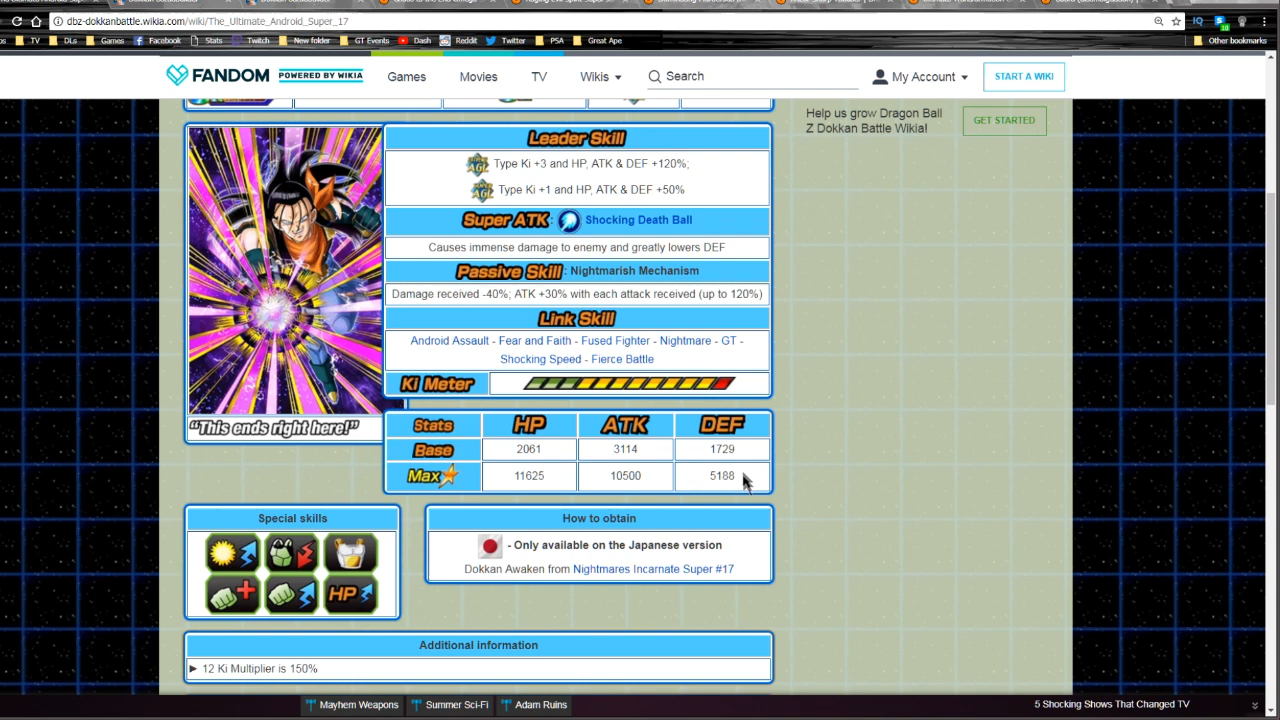 dbz-dokkanbattle.wikia.com/wiki/The_Ultimate_Android_Super_17
TV DLs Games Facebook Stats Twitch New folder GT Events Dash Reddit Twitter PSA Great Ape Other bookmarks
FANDOM POWERED BY WIKIA Games Movies TV Wikis Search My Account START A WIKI
Help us grow Dragon Ball
Z Dokkan Battle Wikia!
GET STARTED
Leader Skill
SUPER AGL Type Ki +3 and HP, ATK & DEF +120%;
SUPER AGL Type Ki +1 and HP, ATK & DEF +50%
Super ATK: Shocking Death Ball
Causes immense damage to enemy and greatly lowers DEF
Passive Skill: Nightmarish Mechanism
Damage received -40%; ATK +30% with each attack received (up to 120%)
Link Skill
Android Assault - Fear and Faith - Fused Fighter - Nightmare - GT -
Shocking Speed - Fierce Battle
Ki Meter
"This ends right here!"
Stats HP ATK DEF
Base 2061 3114 1729
Max 11625 10500 5188
Special skills
HP
How to obtain
- Only available on the Japanese version
Dokkan Awaken from Nightmares Incarnate Super #17
Additional information
► 12 Ki Multiplier is 150%
Mayhem Weapons Summer Sci-Fi Adam Ruins 5 Shocking Shows That Changed TV